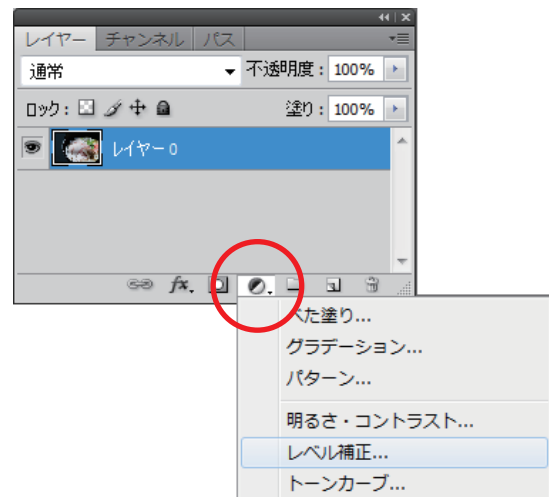 レイヤー チャンネル パス
通常 不透明度: 100%
ロック: 塗り: 100%
レイヤー 0
fx.
べた塗り...
グラデーション...
パターン...
明るさ・コントラスト...
レベル補正...
トーンカーブ...